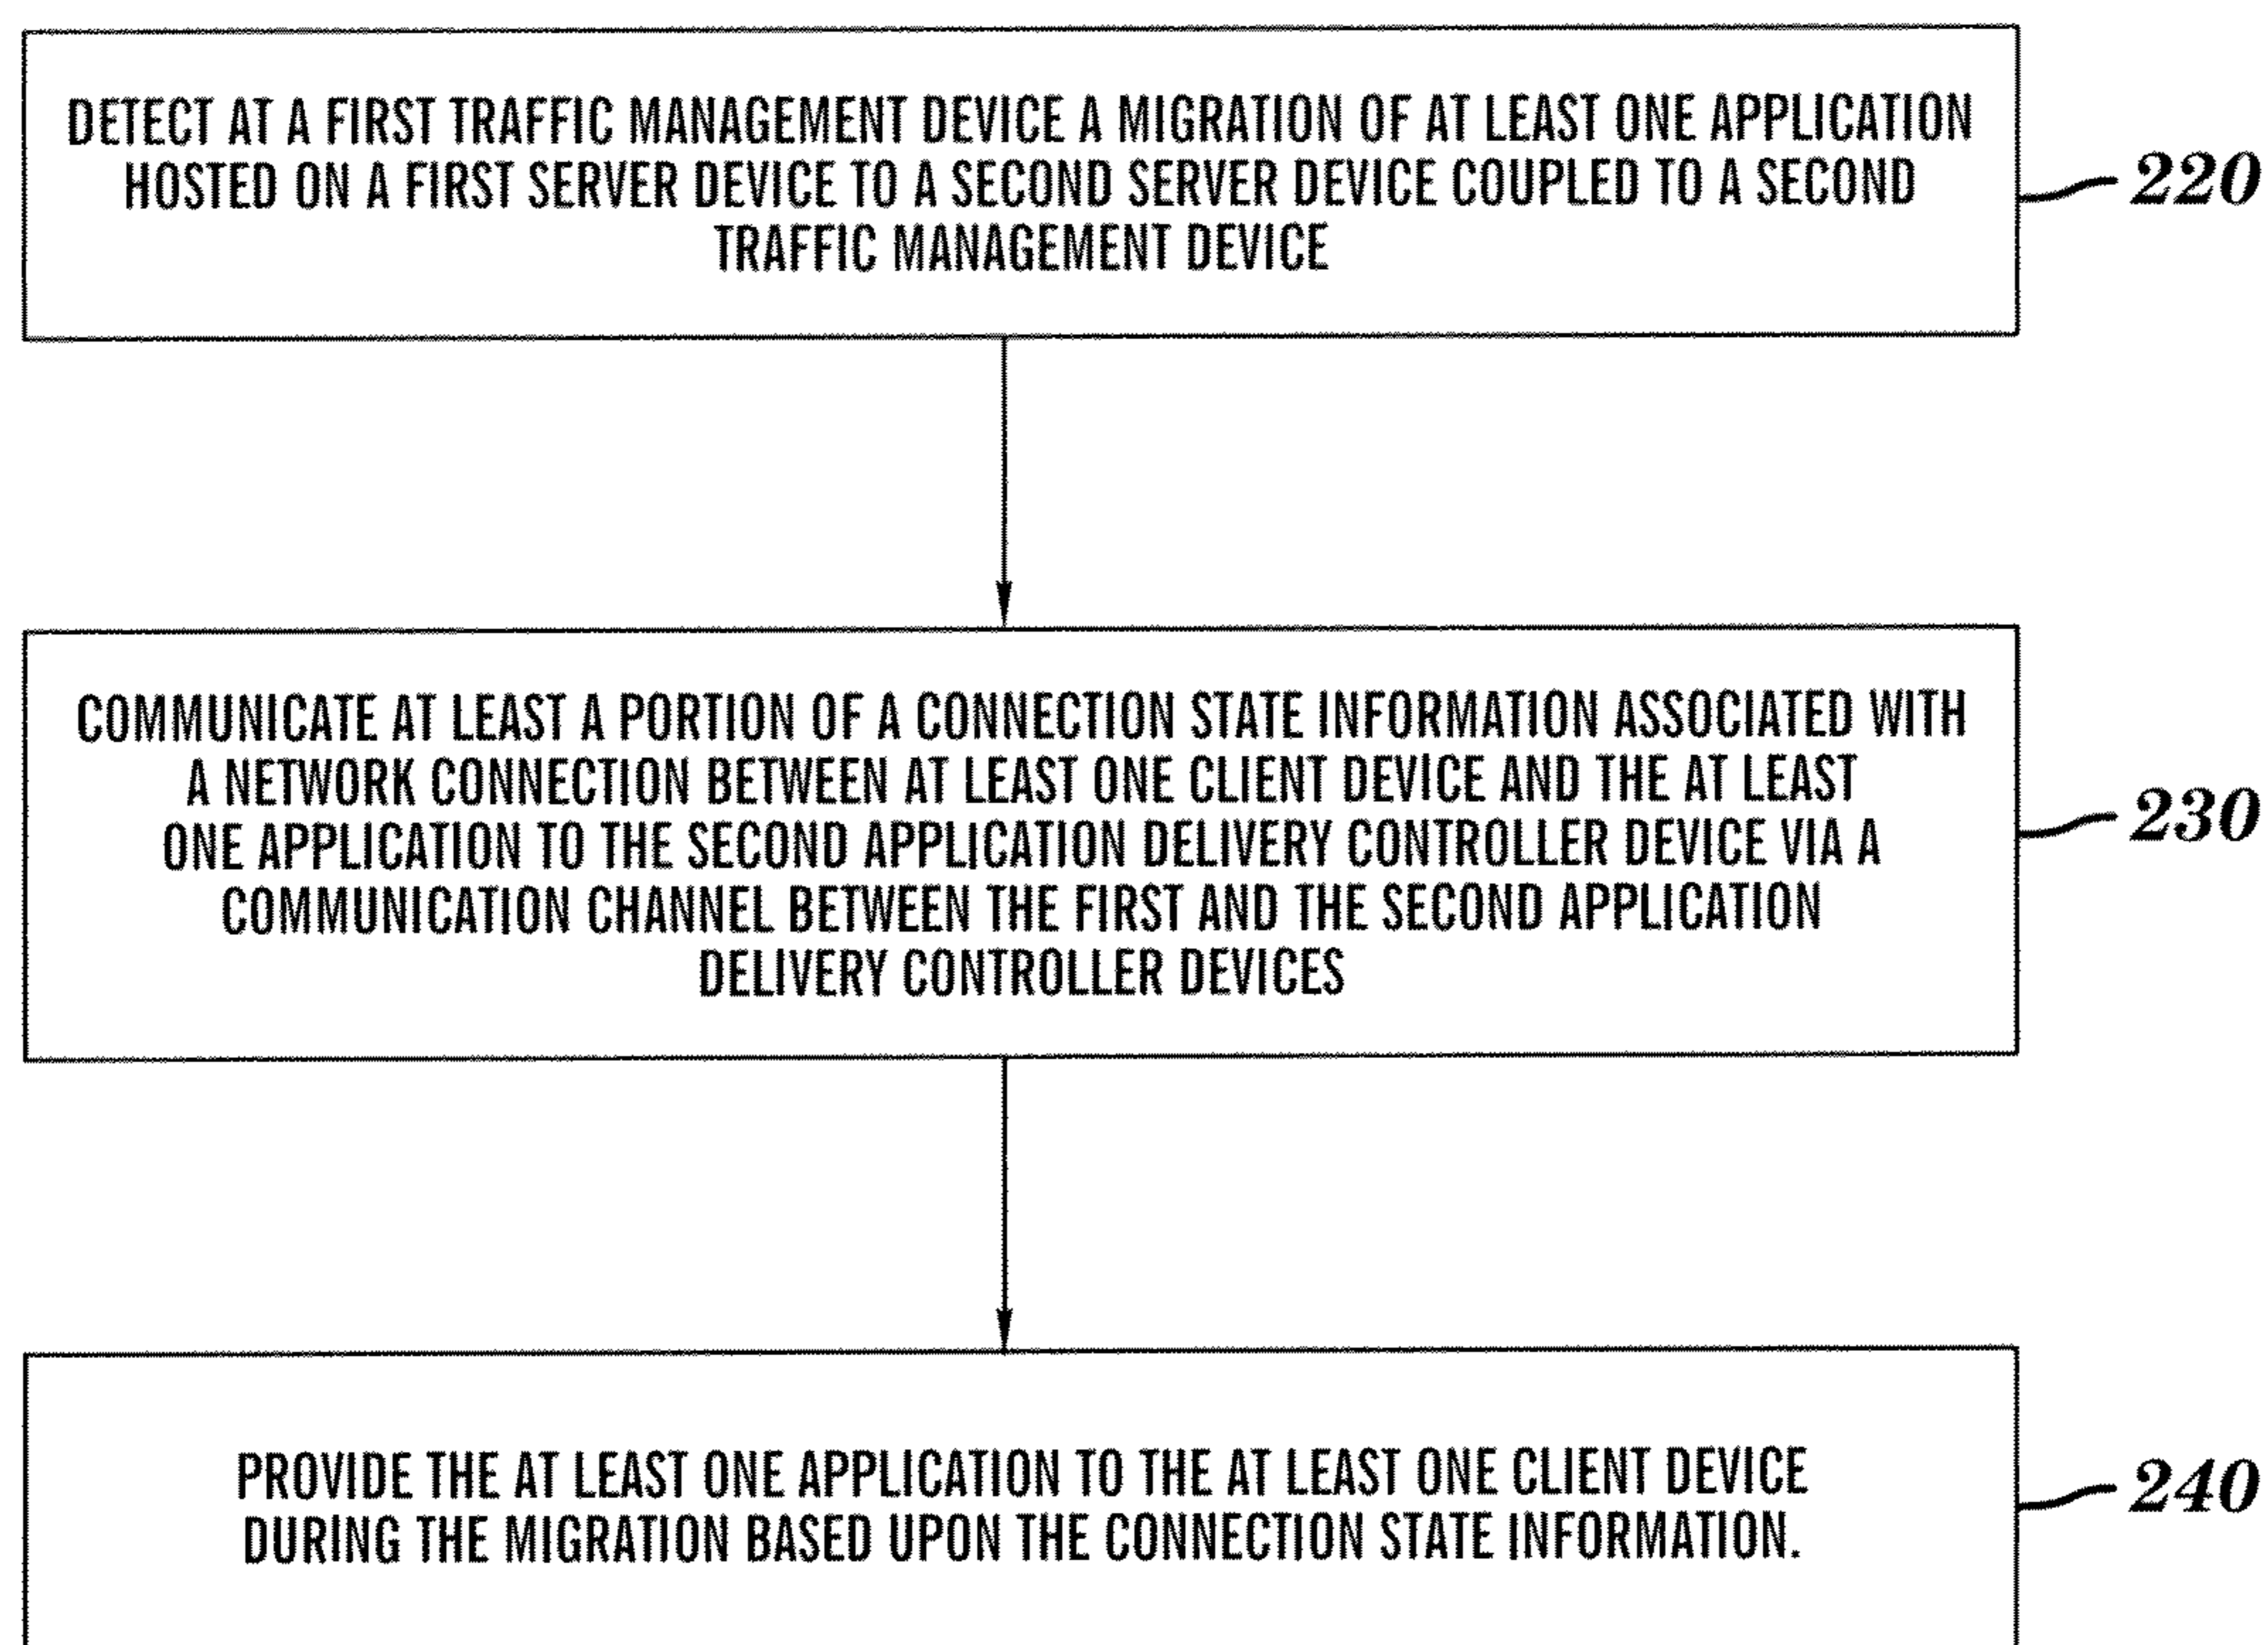 DETECT AT A FIRST TRAFFIC MANAGEMENT DEVICE A MIGRATION OF AT LEAST ONE APPLICATION
HOSTED ON A FIRST SERVER DEVICE TO A SECOND SERVER DEVICE COUPLED TO A SECOND
TRAFFIC MANAGEMENT DEVICE
220
COMMUNICATE AT LEAST A PORTION OF A CONNECTION STATE INFORMATION ASSOCIATED WITH
A NETWORK CONNECTION BETWEEN AT LEAST ONE CLIENT DEVICE AND THE AT LEAST
ONE APPLICATION TO THE SECOND APPLICATION DELIVERY CONTROLLER DEVICE VIA A
COMMUNICATION CHANNEL BETWEEN THE FIRST AND THE SECOND APPLICATION
DELIVERY CONTROLLER DEVICES
230
PROVIDE THE AT LEAST ONE APPLICATION TO THE AT LEAST ONE CLIENT DEVICE
DURING THE MIGRATION BASED UPON THE CONNECTION STATE INFORMATION.
240